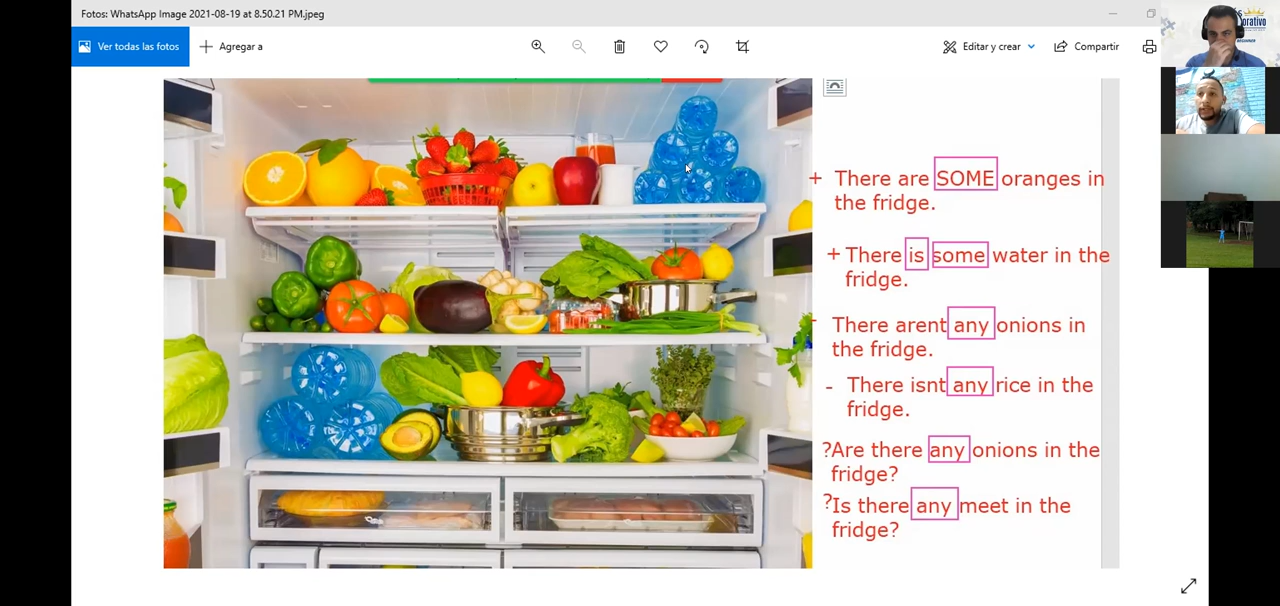 Fotos: WhatsApp Image 2021-08-19 at 8.50.21 PM.jpeg
Ver todas las fotos
Agregar a
Editar y crear
Compartir
orativo
+ There are SOME oranges in
the fridge.
+ There is some water in the
fridge.
- There arent any onions in
the fridge.
- There isnt any rice in the
fridge.
?Are there any onions in the
fridge?
?Is there any meet in the
fridge?